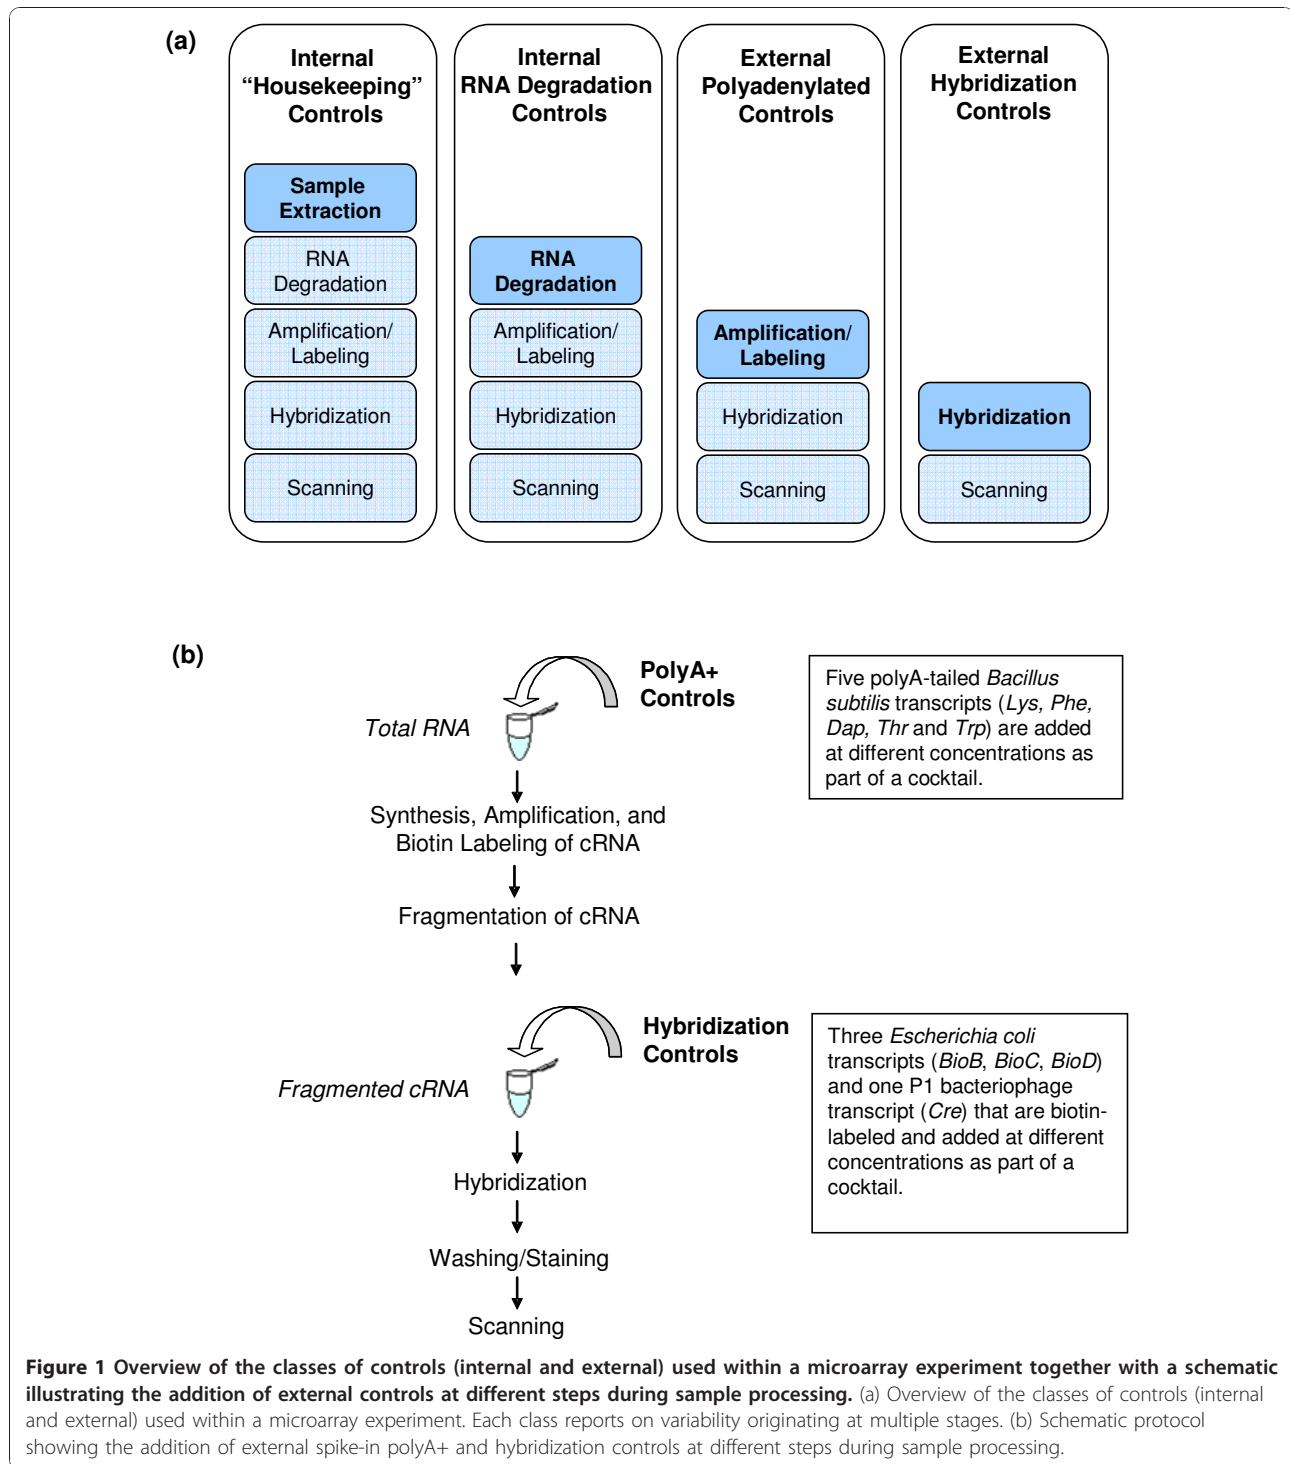 (a)
Internal
“Housekeeping”
Controls
Sample
Extraction
RNA
Degradation
Amplification/
Labeling
Hybridization
Scanning
Internal
RNA Degradation
Controls
RNA
Degradation
Amplification/
Labeling
Hybridization
Scanning
External
Polyadenylated
Controls
Amplification/
Labeling
Hybridization
Scanning
External
Hybridization
Controls
Hybridization
Scanning
(b)
PolyA+
Controls
Total RNA
Five polyA-tailed Bacillus
subtilis transcripts (Lys, Phe,
Dap, Thr and Trp) are added
at different concentrations as
part of a cocktail.
Synthesis, Amplification, and
Biotin Labeling of cRNA
Fragmentation of cRNA
Hybridization
Controls
Fragmented cRNA
Three Escherichia coli
transcripts (BioB, BioC, BioD)
and one P1 bacteriophage
transcript (Cre) that are biotin-
labeled and added at different
concentrations as part of a
cocktail.
Hybridization
Washing/Staining
Scanning
Figure 1 Overview of the classes of controls (internal and external) used within a microarray experiment together with a schematic
illustrating the addition of external controls at different steps during sample processing. (a) Overview of the classes of controls (internal
and external) used within a microarray experiment. Each class reports on variability originating at multiple stages. (b) Schematic protocol
showing the addition of external spike-in polyA+ and hybridization controls at different steps during sample processing.